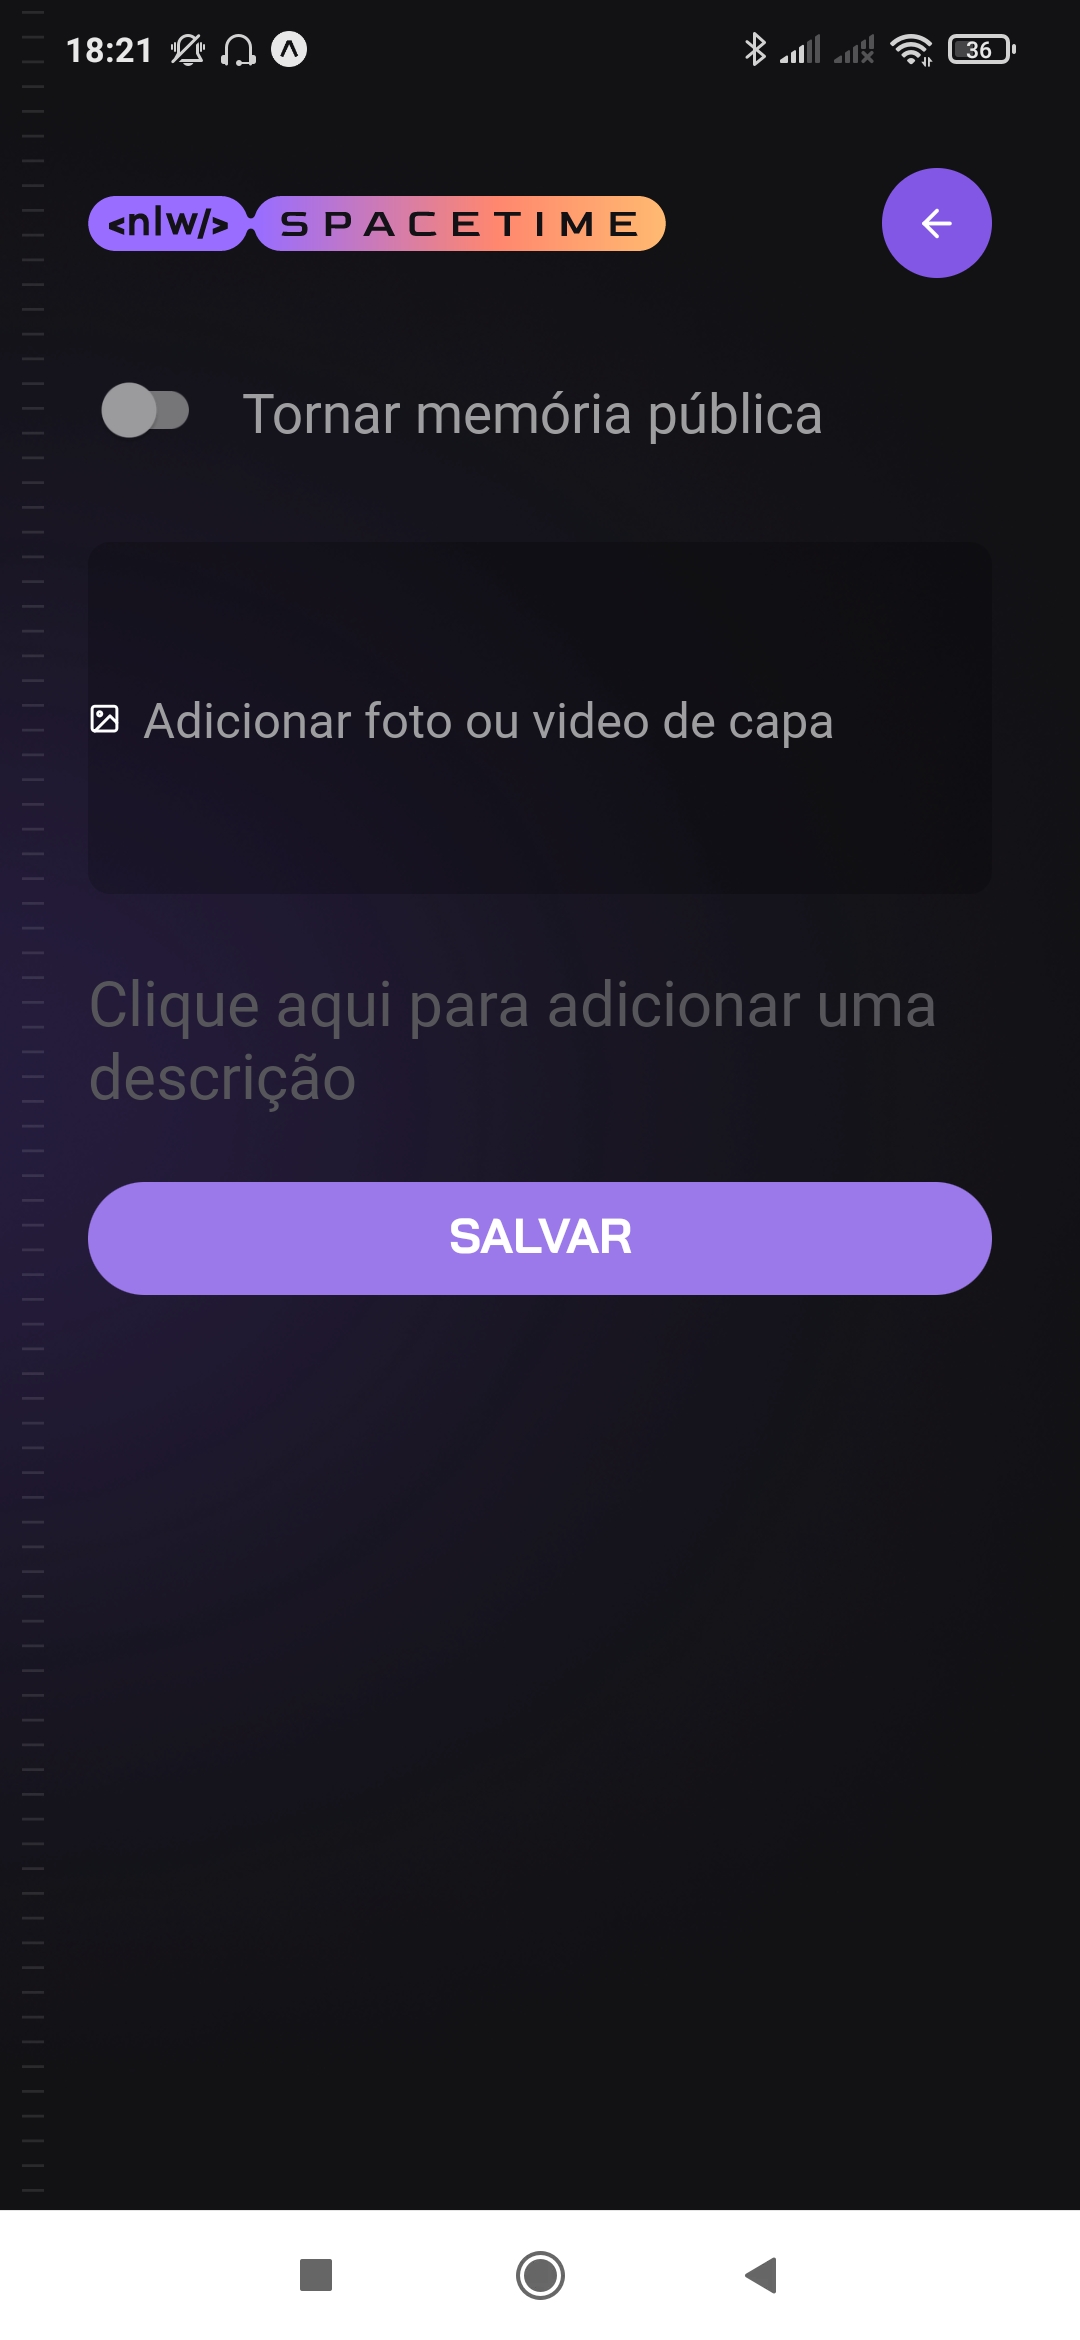 18:21
36
<nlw/> SPACETIME
Tornar memória pública
Adicionar foto ou video de capa
Clique aqui para adicionar uma
descrição
SALVAR